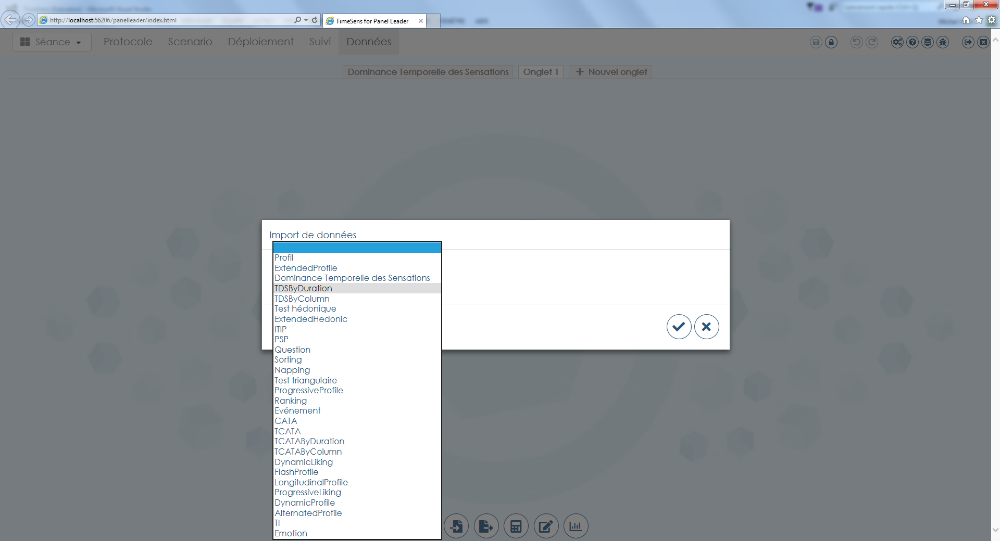 http://localhost:56206/panelleader/index.html
TimeSens for Panel Leader
Séance
Protocole
Scenario
Déploiement
Suivi
Données
Dominance Temporelle des Sensations
Onglet 1
+ Nouvel onglet
Import de données
Profil
ExtendedProfile
Dominance Temporelle des Sensations
TDSByDuration
TDSByColumn
Test hédonique
ExtendedHedonic
ITIP
PSP
Question
Sorting
Napping
Test triangulaire
ProgressiveProfile
Ranking
Evénement
CATA
TCATA
TCATAByDuration
TCATAByColumn
DynamicLiking
FlashProfile
LongitudinalProfile
ProgressiveLiking
DynamicProfile
AlternatedProfile
TI
Emotion